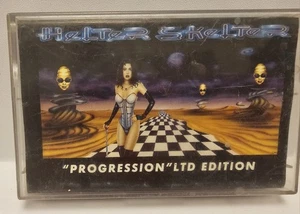 HELTER SKELTER
"PROGRESSION" LTD EDITION